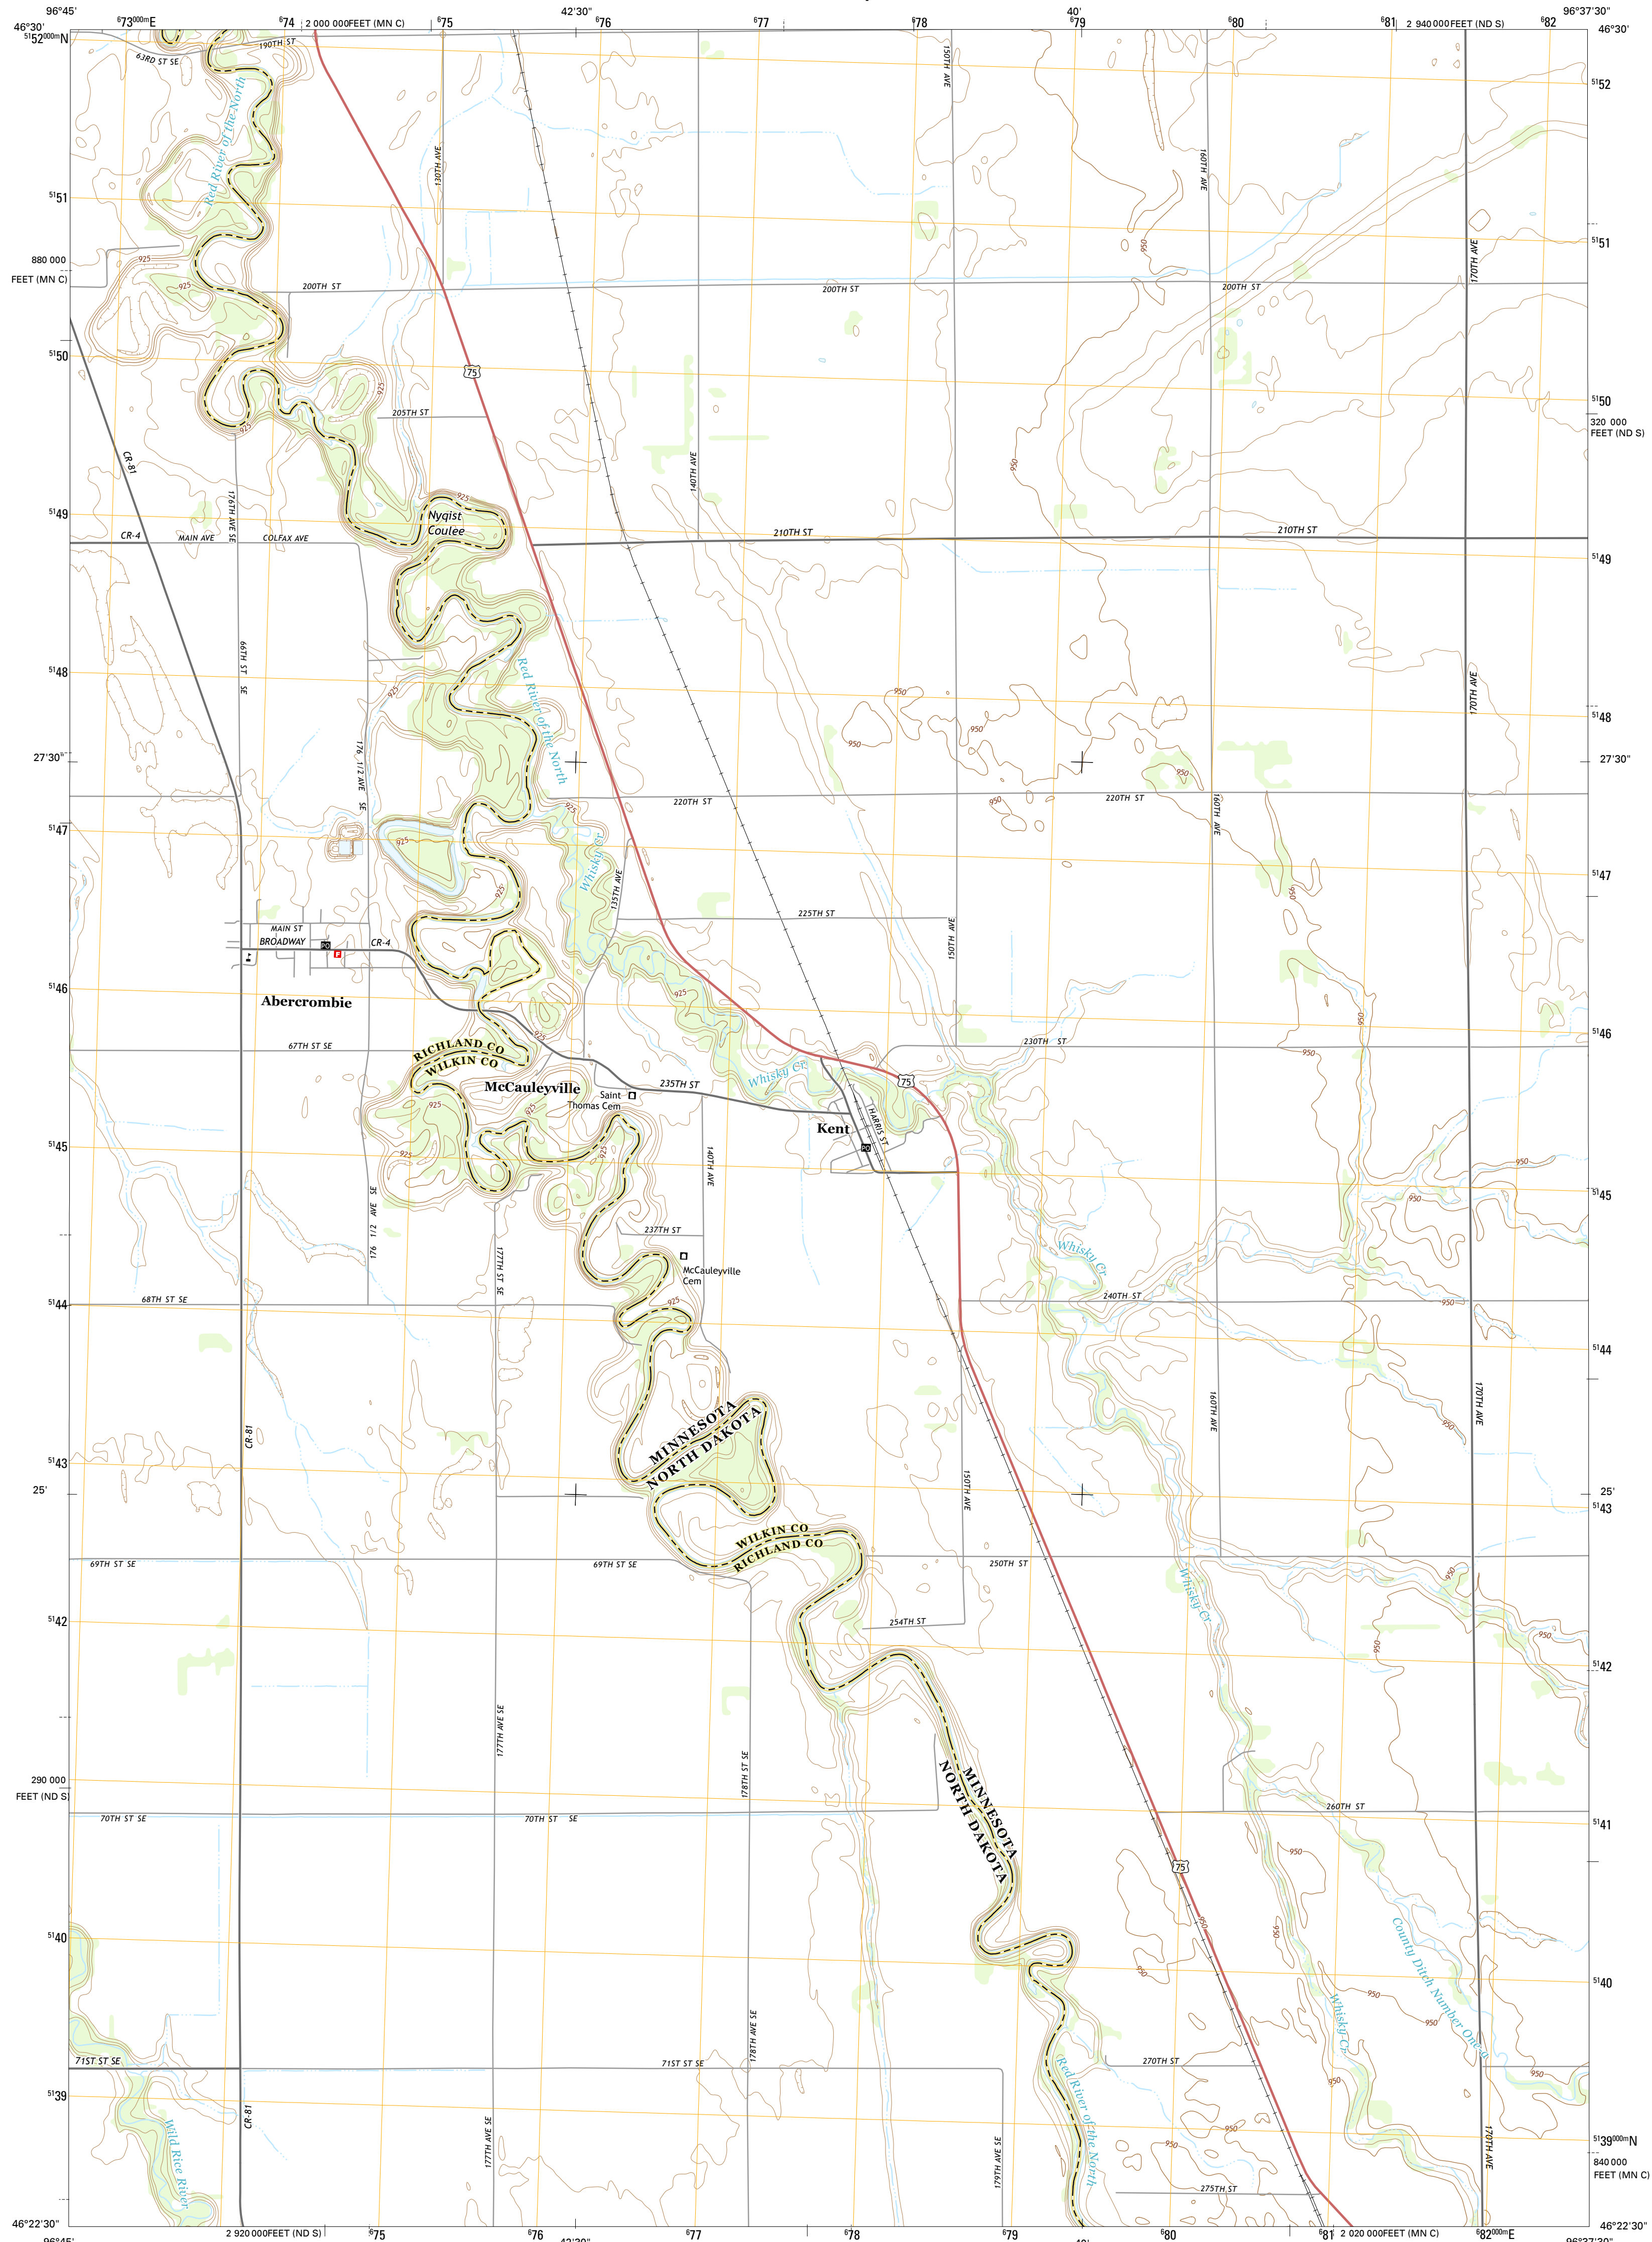 96°45'
⁶73⁰⁰⁰ᵐE
⁶74
2 000 000FEET (MN C)
⁶75
42'30"
⁶76
⁶77
⁶78
40'
⁶79
⁶80
⁶81
2 940 000 FEET (ND S)
⁶82
96°37'30"
46°30'
⁵¹52⁰⁰⁰ᵐN
46°30'
63RD ST SE
190TH ST
150TH AVE
⁵¹52
Red River of the North
130TH AVE
160TH AVE
⁵¹51
⁵¹51
880 000
FEET (MN C)
925
950
170TH AVE
925
200TH ST
200TH ST
200TH ST
⁵¹50
75
925
⁵¹50
205TH ST
320 000
FEET (ND S)
925
CR-81
140TH AVE
950
176TH AVE SE
925
⁵¹49
Nyqist
Coulee
CR-4
MAIN AVE
COLFAX AVE
210TH ST
210TH ST
⁵¹49
66TH ST SE
⁵¹48
Red River of the North
925
950
170TH AVE
⁵¹48
950
950
27'30"
176 1/2 AVE SE
27'30"
950
220TH ST
950
220TH ST
925
160TH AVE
⁵¹47
925
Whisky Cr
⁵¹47
925
135TH AVE
950
225TH ST
150TH AVE
MAIN ST
BROADWAY
PO
F
CR-4
⁵¹46
925
Abercrombie
950
925
⁵¹46
67TH ST SE
RICHLAND CO
WILKIN CO
230TH ST
950
Whisky Cr
75
McCauleyville
235TH ST
Saint
Thomas Cem
925
925
HARRIS ST
Kent
PO
⁵¹45
925
925
140TH AVE
950
⁵¹45
950
176 1/2 AVE SE
237TH ST
177TH ST SE
Whisky Cr
McCauleyville
Cem
68TH ST SE
⁵¹44
925
240TH ST
950
⁵¹44
MINNESOTA
NORTH DAKOTA
160TH AVE
170TH AVE
950
CR-81
950
⁵¹43
25'
150TH AVE
25'
⁵¹43
WILKIN CO
RICHLAND CO
69TH ST SE
69TH ST SE
250TH ST
950
Whisky Cr
⁵¹42
254TH ST
950
950
⁵¹42
177TH AVE SE
178TH ST SE
290 000
FEET (ND S)
MINNESOTA
NORTH DAKOTA
70TH ST SE
70TH ST SE
260TH ST
⁵¹41
950
75
950
950
⁵¹40
County Ditch Number One-a
950
⁵¹40
950
Whisky Cr
950
178TH AVE SE
71ST ST SE
71ST ST SE
Red River of the North
270TH ST
950
950
⁵¹39
CR-81
Wild Rice River
177TH AVE SE
179TH AVE SE
950
950
170TH AVE
⁵¹39⁰⁰⁰ᵐN
840 000
FEET (MN C)
275TH ST
46°22'30"
46°22'30"
2 920 000FEET (ND S)
⁶75
⁶76
⁶77
⁶78
⁶79
⁶80
⁶81
2 020 000FEET (MN C)
⁶82⁰⁰⁰ᵐE